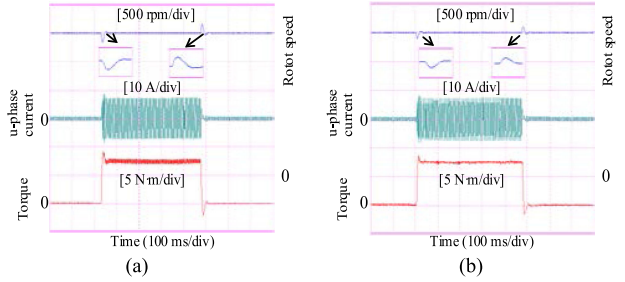 [500 rpm/div]
[10 A/div]
[5 N·m/div]
u-phase
current
0
Torque
0
Rotot speed
0
Time (100 ms/div)
(a)
[500 rpm/div]
[10 A/div]
[5 N·m/div]
u-phase
current
0
Torque
0
Rotot speed
0
Time (100 ms/div)
(b)